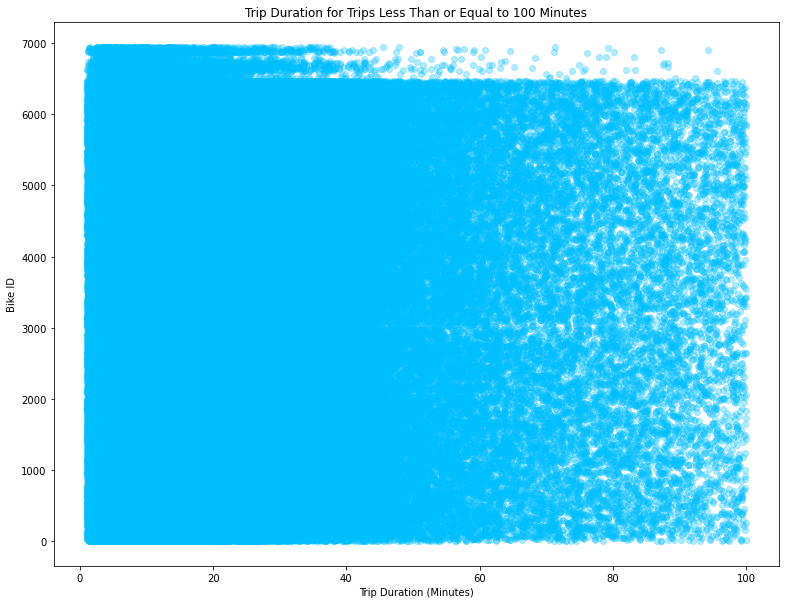 Trip Duration for Trips Less Than or Equal to 100 Minutes
7000
6000
5000
4000
3000
2000
1000
0
Bike ID
0 20 40 60 80 100
Trip Duration (Minutes)